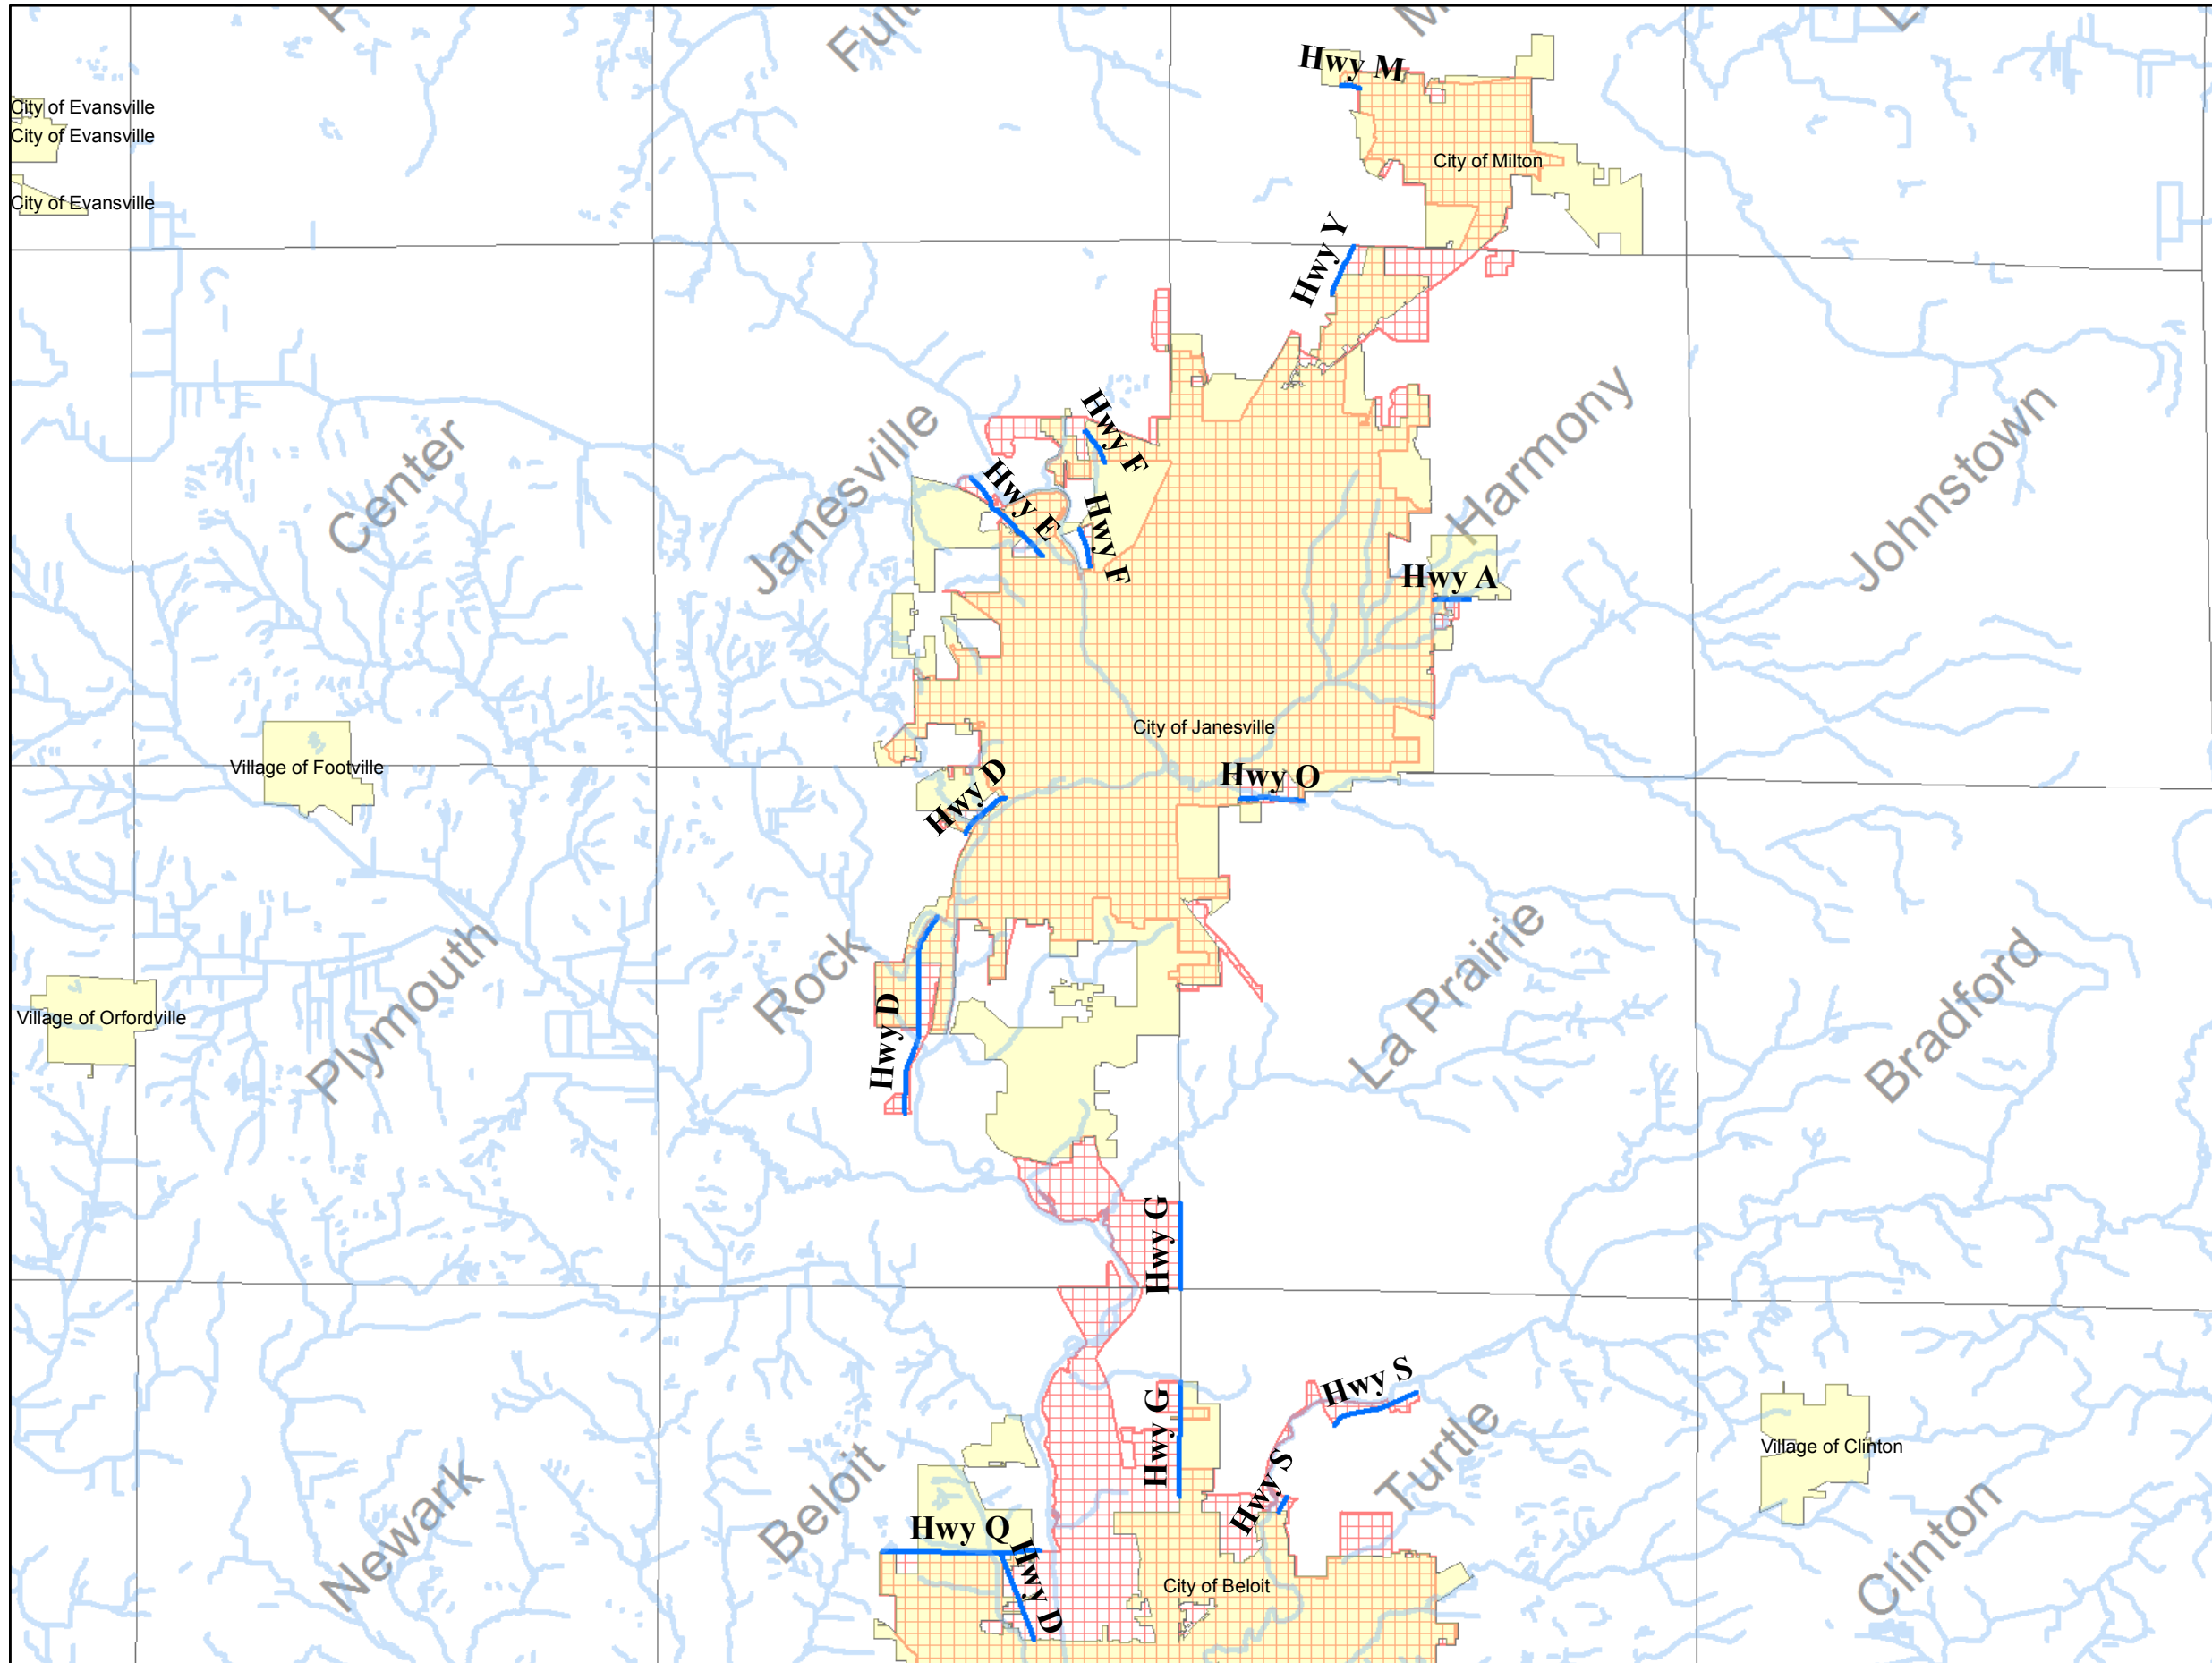 Hwy M
City of Evansville
City of Evansville
City of Milton
City of Evansville
Hwy Y
Hwy F
Harmony
Center
Janesville
Johnstown
Hwy E
Hwy F
Hwy A
City of Janesville
Village of Footville
Hwy D
Hwy O
Plymouth
Rock
La Prairie
Bradford
Village of Orfordville
Hwy D
Hwy G
Hwy S
Hwy G
Turtle
Village of Clinton
Newark
Beloit
Hwy S
Hwy Q
Hwy D
City of Beloit
Clinton